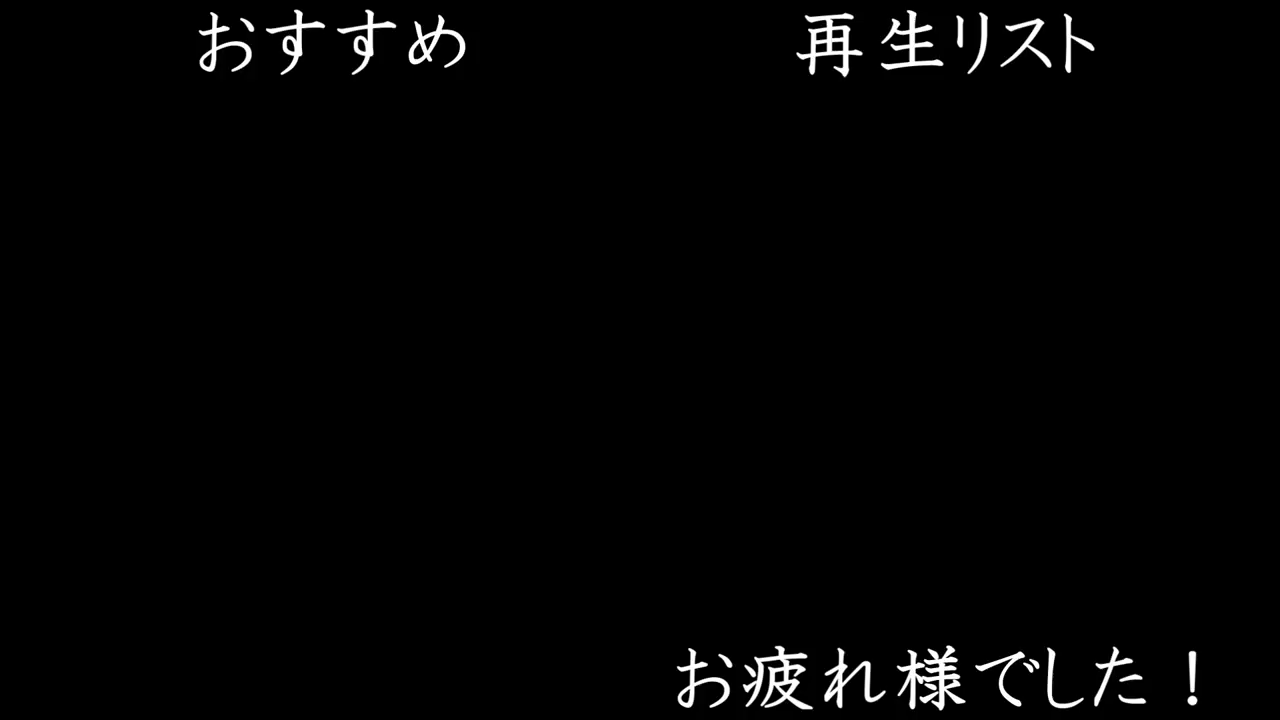 おすすめ
再生リスト
お疲れ様でした！